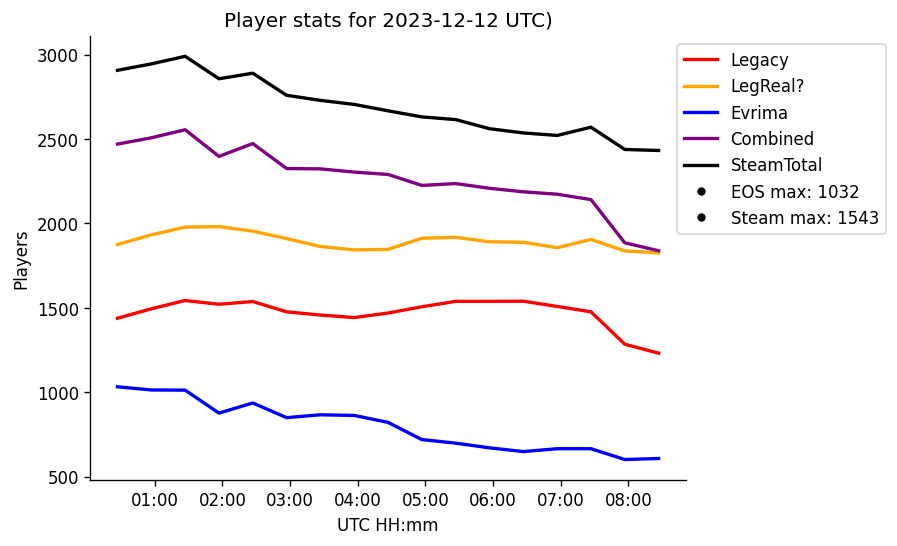 Player stats for 2023-12-12 UTC)
3000
2500
2000
1500
1000
500
Players
01:00 02:00 03:00 04:00 05:00 06:00 07:00 08:00
UTC HH:mm
Legacy
LegReal?
Evrima
Combined
SteamTotal
EOS max: 1032
Steam max: 1543